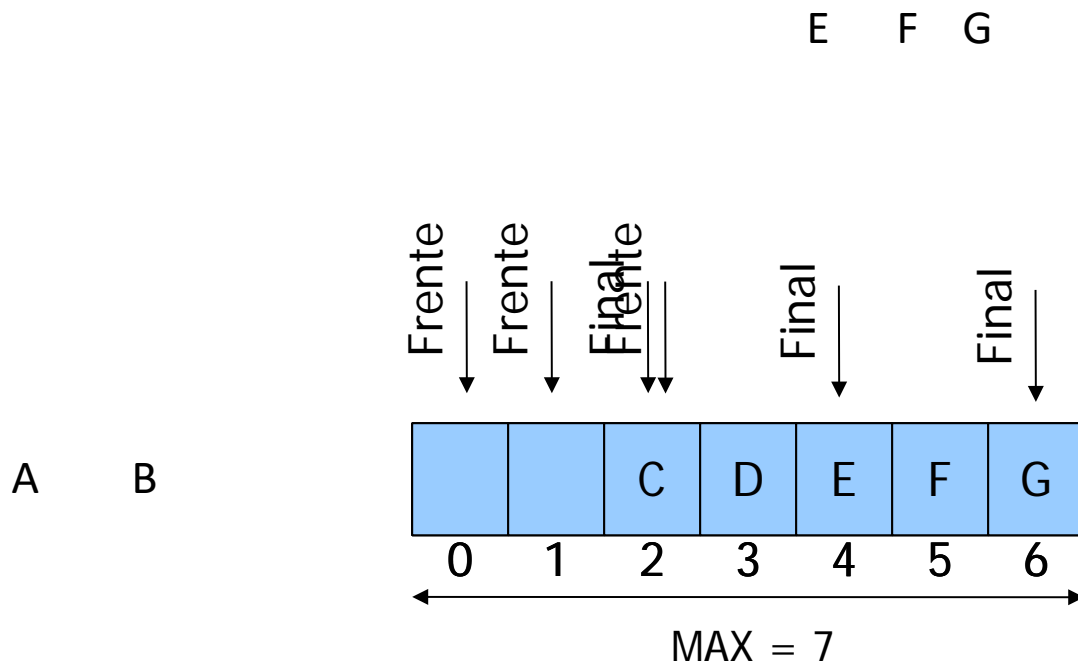 E F G
Frente Frente Final Frente Final Final
A B C D E F G
0 1 2 3 4 5 6
MAX = 7